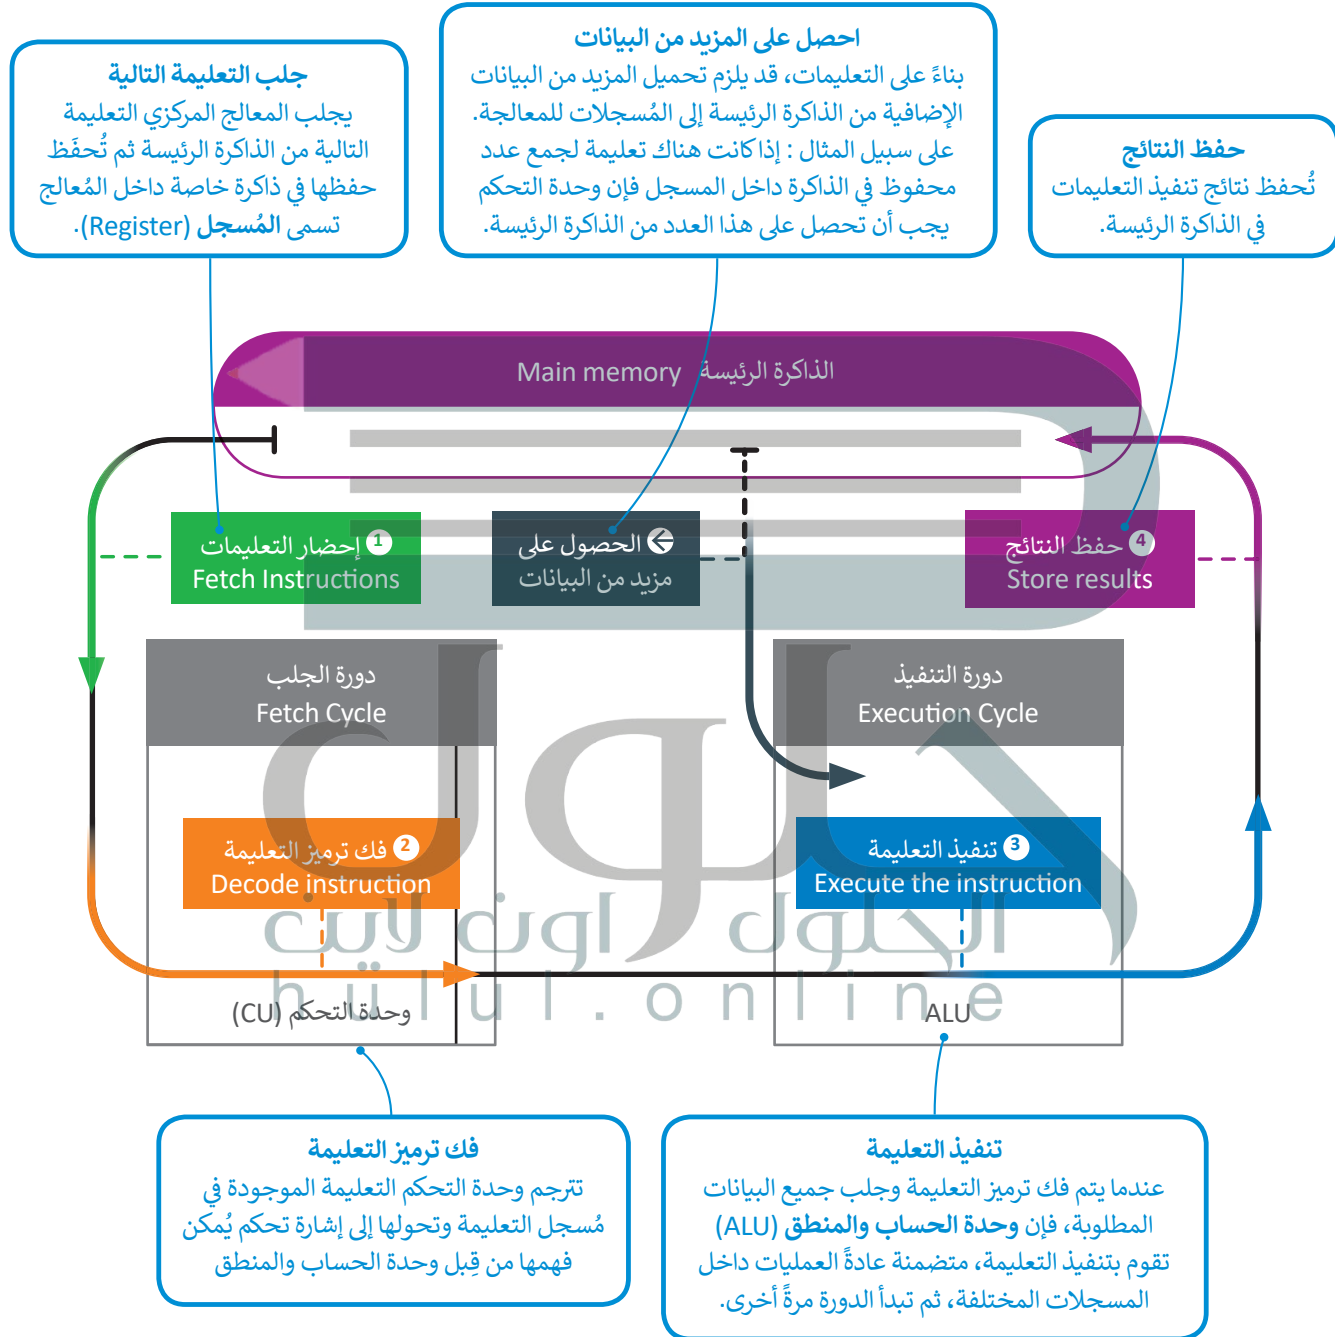 احصل على المزيد من البيانات
بناءً على التعليمات، قد يلزم تحميل المزيد من البيانات
الإضافية من الذاكرة الرئيسة إلى المُسجلات للمعالجة.
على سبيل المثال : إذا كانت هناك تعليمة لجمع عدد
محفوظ في الذاكرة داخل المسجل فإن وحدة التحكم
يجب أن تحصل على هذا العدد من الذاكرة الرئيسة.
جلب التعليمة التالية
يجلب المعالج المركزي التعليمة
التالية من الذاكرة الرئيسة ثم تُحفَظ
حفظها في ذاكرة خاصة داخل المُعالج
تسمى المُسجل (Register).
حفظ النتائج
تُحفظ نتائج تنفيذ التعليمات
في الذاكرة الرئيسة.
الذاكرة الرئيسة Main memory
1 إحضار التعليمات
Fetch Instructions
الحصول على
مزيد من البيانات
4 حفظ النتائج
Store results
دورة الجلب
Fetch Cycle
دورة التنفيذ
Execution Cycle
2 فك ترميز التعليمة
Decode instruction
3 تنفيذ التعليمة
Execute the instruction
وحدة التحكم (CU)
ALU
حلول
الحلول اون لاين
hulul.online
فك ترميز التعليمة
تترجم وحدة التحكم التعليمة الموجودة في
مُسجل التعليمة وتحولها إلى إشارة تحكم يُمكن
فهمها من قِبل وحدة الحساب والمنطق
تنفيذ التعليمة
عندما يتم فك ترميز التعليمة وجلب جميع البيانات
المطلوبة، فإن وحدة الحساب والمنطق (ALU)
تقوم بتنفيذ التعليمة، متضمنة عادةً العمليات داخل
المسجلات المختلفة، ثم تبدأ الدورة مرةً أخرى.